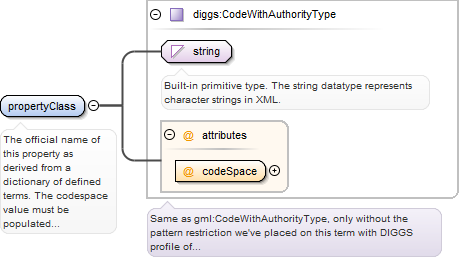 diggs:CodeWithAuthorityType
string
Built-in primitive type. The string datatype represents
character strings in XML.
propertyClass
The official name of
this property as
derived from a
dictionary of defined
terms. The codespace
value must be
populated...
@ attributes
@ codeSpace
Same as gml:CodeWithAuthorityType, only without the
pattern restriction we've placed on this term with DIGGS
profile of...